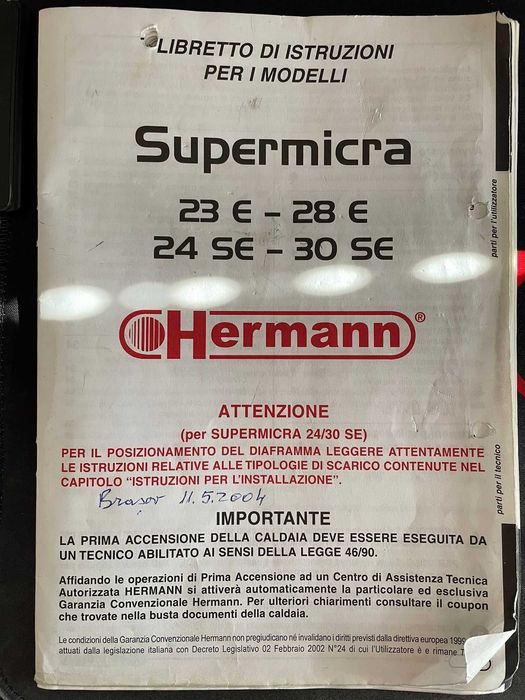 LIBRETTO DI ISTRUZIONI
PER I MODELLI
Supermicra
23 E - 28 E
24 SE - 30 SE
Hermann®
ATTENZIONE
(per SUPERMICRA 24/30 SE)
PER IL POSIZIONAMENTO DEL DIAFRAMMA LEGGERE ATTENTAMENTE
LE ISTRUZIONI RELATIVE ALLE TIPOLOGIE DI SCARICO CONTENUTE NEL
CAPITOLO “ISTRUZIONI PER L’INSTALLAZIONE”.
Brașov 11.5.2004
IMPORTANTE
LA PRIMA ACCENSIONE DELLA CALDAIA DEVE ESSERE ESEGUITA DA
UN TECNICO ABILITATO AI SENSI DELLA LEGGE 46/90.
Affidando le operazioni di Prima Accensione ad un Centro di Assistenza Tecnica
Autorizzata HERMANN si attiverà automaticamente la particolare ed esclusiva
Garanzia Convenzionale Hermann. Per ulteriori chiarimenti consultare il coupon
che trovate nella busta documenti della caldaia.
Le condizioni della Garanzia Convenzionale Hermann non pregiudicano né invalidano i diritti previsti dalla direttiva europea
attuati dalla legislazione italiana con Decreto Legislativo 02 Febbraio 2002 N°24 di cui l'Utilizzatore è e rimane
parti per l'utilizzatore
parti per il tecnico